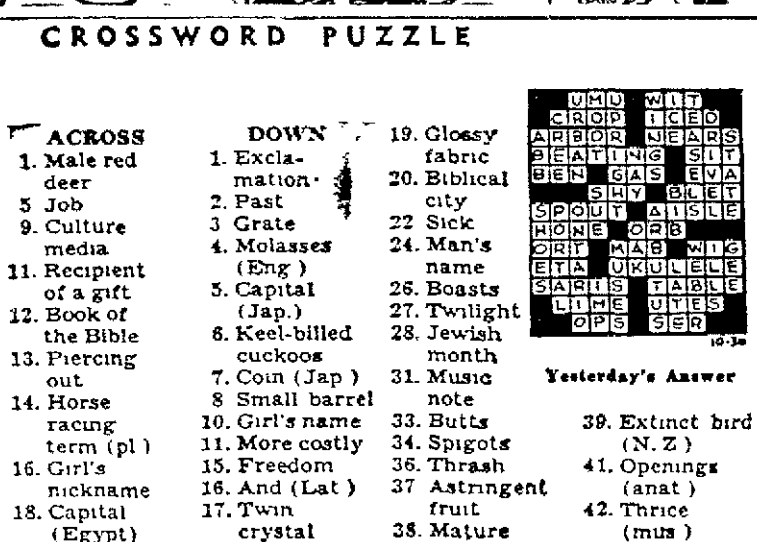 CROSSWORD PUZZLE
ACROSS
1. Male red
deer
5 Job
9. Culture
media
11. Recipient
of a gift
12. Book of
the Bible
13. Piercing
out
14. Horse
racing
term (pl )
16. Girl's
nickname
18. Capital
(Egypt)
DOWN
1. Excla-
mation
2. Past
3 Grate
4. Molasses
(Eng )
5. Capital
(Jap.)
6. Keel-billed
cuckoos
7. Coin (Jap )
8 Small barrel
10. Girl's name
11. More costly
15. Freedom
16. And (Lat )
17. Twin
crystal
19. Glossy
fabric
20. Biblical
city
22 Sick
24. Man's
name
26. Boasts
27. Twilight
28. Jewish
month
31. Music
note
33. Butts
34. Spigots
36. Thrash
37 Astringent
fruit
38. Mature
UMU WIT
CROP ICED
ARBOR NEARS
BEATING SIT
BEN GAS EVA
SHY BLET
SPOUT AISLE
HONE ORB
ORT MAB WIG
ETA UKULELE
SARIS TABLE
LIME UTES
OPS SER
10-30
Yesterday's Answer
39. Extinct bird
(N. Z )
41. Openings
(anat )
42. Thrice
(mus )